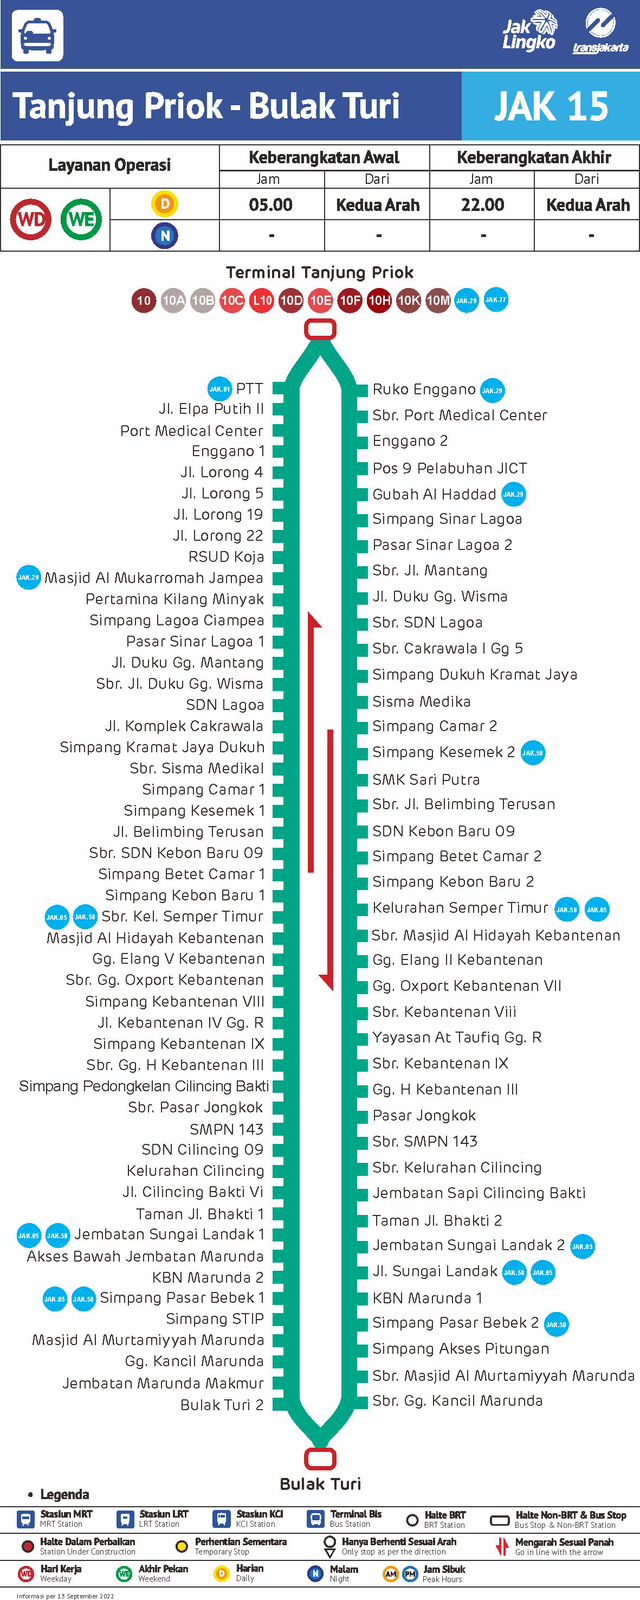 Jak
Lingko
transjakarta
Tanjung Priok - Bulak Turi
JAK 15
Layanan Operasi
Keberangkatan Awal
Keberangkatan Akhir
Jam
Dari
Jam
Dari
WD
WE
D
05.00
Kedua Arah
22.00
Kedua Arah
N
-
-
-
-
Terminal Tanjung Priok
10
10A
10B
10C
L10
10D
10E
10F
10H
10K
10M
JAK.29
JAK.77
JAK.01
PTT
Jl. Elpa Putih II
Port Medical Center
Enggano 1
Jl. Lorong 4
Jl. Lorong 5
Jl. Lorong 19
Jl. Lorong 22
RSUD Koja
JAK.29
Masjid Al Mukarromah Jampea
Pertamina Kilang Minyak
Simpang Lagoa Ciampea
Pasar Sinar Lagoa 1
Jl. Duku Gg. Mantang
Sbr. Jl. Duku Gg. Wisma
SDN Lagoa
Jl. Komplek Cakrawala
Simpang Kramat Jaya Dukuh
Sbr. Sisma Medikal
Simpang Camar 1
Simpang Kesemek 1
Jl. Belimbing Terusan
Sbr. SDN Kebon Baru 09
Simpang Betet Camar 1
Simpang Kebon Baru 1
JAK.05
JAK.58
Sbr. Kel. Semper Timur
Masjid Al Hidayah Kebantenan
Gg. Elang V Kebantenan
Sbr. Gg. Oxport Kebantenan
Simpang Kebantenan VIII
Jl. Kebantenan IV Gg. R
Simpang Kebantenan IX
Sbr. Gg. H Kebantenan III
Simpang Pedongkelan Cilincing Bakti
Sbr. Pasar Jongkok
SMPN 143
SDN Cilincing 09
Kelurahan Cilincing
Jl. Cilincing Bakti Vi
Taman Jl. Bhakti 1
JAK.05
JAK.58
Jembatan Sungai Landak 1
Akses Bawah Jembatan Marunda
KBN Marunda 2
JAK.05
JAK.58
Simpang Pasar Bebek 1
Simpang STIP
Masjid Al Murtamiyyah Marunda
Gg. Kancil Marunda
Jembatan Marunda Makmur
Bulak Turi 2
Ruko Enggano
JAK.29
Sbr. Port Medical Center
Enggano 2
Pos 9 Pelabuhan JICT
Gubah Al Haddad
JAK.29
Simpang Sinar Lagoa
Pasar Sinar Lagoa 2
Sbr. Jl. Mantang
Jl. Duku Gg. Wisma
Sbr. SDN Lagoa
Sbr. Cakrawala I Gg 5
Simpang Dukuh Kramat Jaya
Sisma Medika
Simpang Camar 2
Simpang Kesemek 2
JAK.58
SMK Sari Putra
Sbr. Jl. Belimbing Terusan
SDN Kebon Baru 09
Simpang Betet Camar 2
Simpang Kebon Baru 2
Kelurahan Semper Timur
JAK.58
JAK.05
Sbr. Masjid Al Hidayah Kebantenan
Gg. Elang II Kebantenan
Gg. Oxport Kebantenan VII
Sbr. Kebantenan Viii
Yayasan At Taufiq Gg. R
Sbr. Kebantenan IX
Gg. H Kebantenan III
Pasar Jongkok
Sbr. SMPN 143
Sbr. Kelurahan Cilincing
Jembatan Sapi Cilincing Bakti
Taman Jl. Bhakti 2
Jembatan Sungai Landak 2
JAK.05
Jl. Sungai Landak
JAK.58
JAK.05
KBN Marunda 1
Simpang Pasar Bebek 2
JAK.58
Simpang Akses Pitungan
Sbr. Masjid Al Murtamiyyah Marunda
Sbr. Gg. Kancil Marunda
Bulak Turi
• Legenda
Stasiun MRT
MRT Station
Stasiun LRT
LRT Station
Stasiun KCI
KCI Station
Terminal Bis
Bus Station
Halte BRT
BRT Station
Halte Non-BRT & Bus Stop
Bus Stop & Non-BRT Station
Halte Dalam Perbaikan
Station Under Construction
Perhentian Sementara
Temporary Stop
Hanya Berhenti Sesuai Arah
Only stop as per the direction
Mengarah Sesuai Panah
Go in line with the arrow
WD
Hari Kerja
Weekday
WE
Akhir Pekan
Weekend
D
Harian
Daily
N
Malam
Night
AM
PM
Jam Sibuk
Peak Hours
Informasi per 13 September 2022